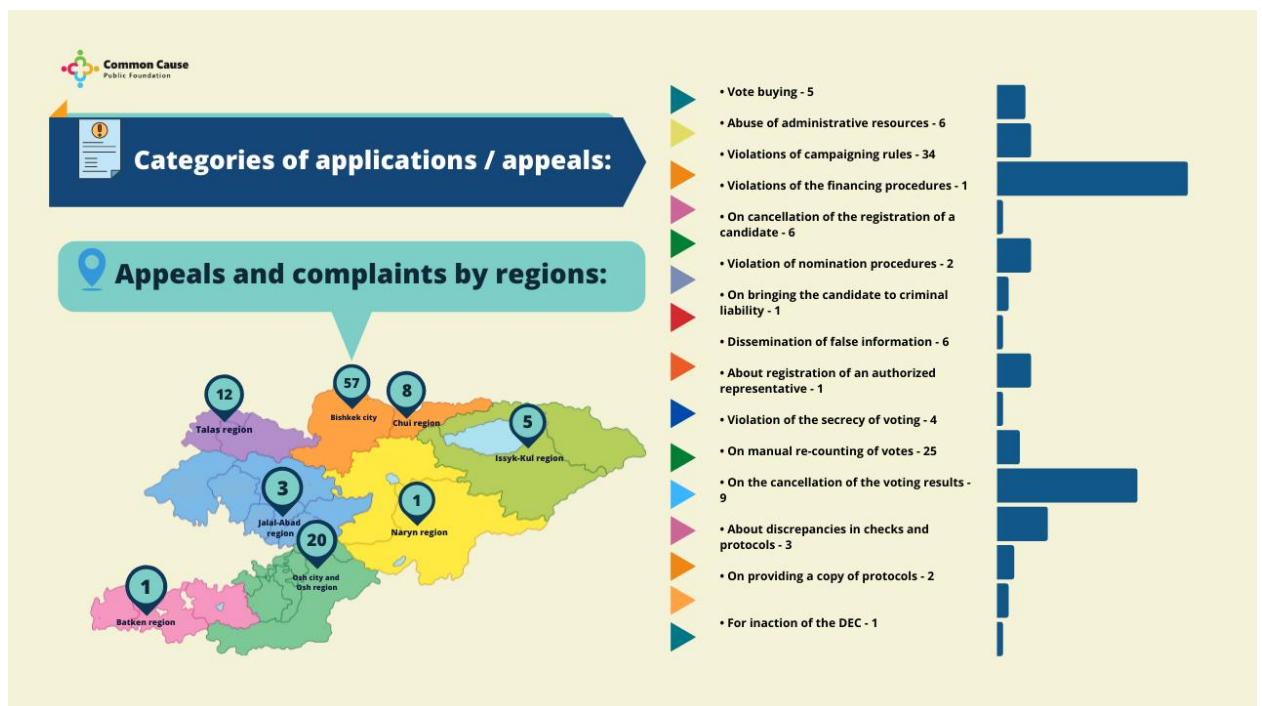 Common Cause
Public Foundation
Categories of applications / appeals:
Appeals and complaints by regions:
12
Talas region
57
Bishkek city
8
Chui region
5
Issyk-Kul region
3
Jalal-Abad
region
1
Naryn region
20
Osh city and
Osh region
1
Batken region
• Vote buying - 5
• Abuse of administrative resources - 6
• Violations of campaigning rules - 34
• Violations of the financing procedures - 1
• On cancellation of the registration of a
candidate - 6
• Violation of nomination procedures - 2
• On bringing the candidate to criminal
liability - 1
• Dissemination of false information - 6
• About registration of an authorized
representative - 1
• Violation of the secrecy of voting - 4
• On manual re-counting of votes - 25
• On the cancellation of the voting results -
9
• About discrepancies in checks and
protocols - 3
• On providing a copy of protocols - 2
• For inaction of the DEC - 1